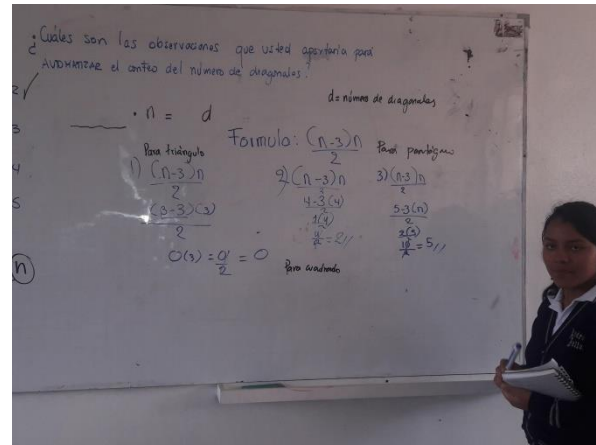 ¿Cuáles son las observaciones que usted aportaría para
AUTOMATIZAR el conteo del número de diagonales?
d= número de diagonales
2
3
4
5
n
____ • n = d
Formula: (n-3)n
2
Para triángulo
1) (n-3)n
2
(3-3)(3)
2
0(3) = 0/2 = 0
2) (n-3)n
2
4-3(4)
2
1(4)
2
= 2//
Para cuadrado
Para
3) (n-3)n
2
5-3(n)
2
2(5)
2
10
= 5//